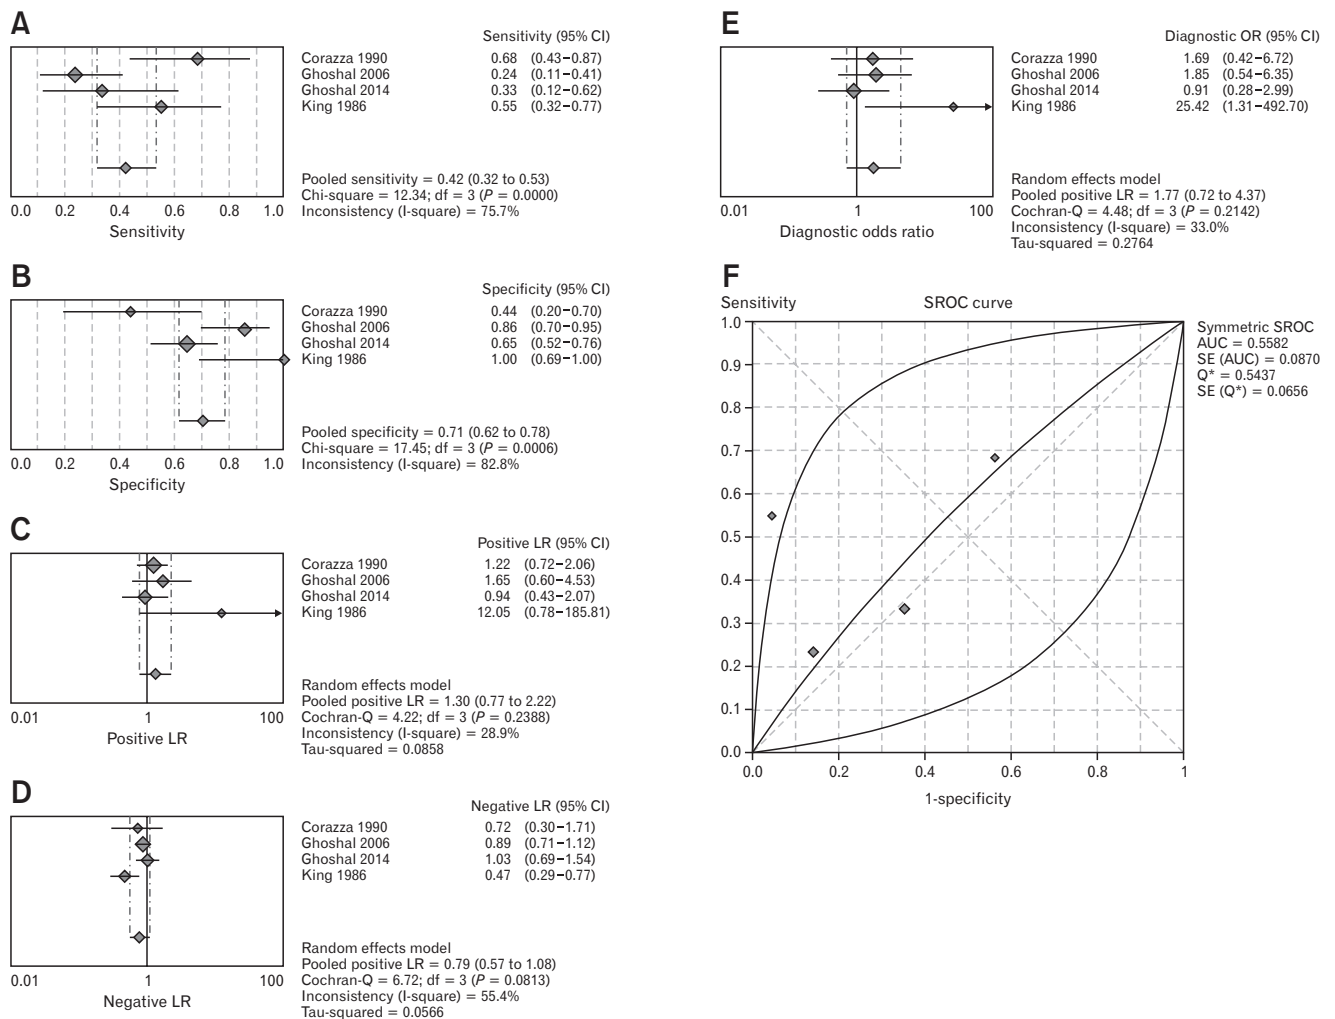 A
Sensitivity (95% CI)
Corazza 1990 0.68 (0.43–0.87)
Ghoshal 2006 0.24 (0.11–0.41)
Ghoshal 2014 0.33 (0.12–0.62)
King 1986 0.55 (0.32–0.77)
Pooled sensitivity = 0.42 (0.32 to 0.53)
Chi-square = 12.34; df = 3 (P = 0.0000)
Inconsistency (I-square) = 75.7%
0.0 0.2 0.4 0.6 0.8 1.0
Sensitivity
B
Specificity (95% CI)
Corazza 1990 0.44 (0.20–0.70)
Ghoshal 2006 0.86 (0.70–0.95)
Ghoshal 2014 0.65 (0.52–0.76)
King 1986 1.00 (0.69–1.00)
Pooled specificity = 0.71 (0.62 to 0.78)
Chi-square = 17.45; df = 3 (P = 0.0006)
Inconsistency (I-square) = 82.8%
0.0 0.2 0.4 0.6 0.8 1.0
Specificity
C
Positive LR (95% CI)
Corazza 1990 1.22 (0.72–2.06)
Ghoshal 2006 1.65 (0.60–4.53)
Ghoshal 2014 0.94 (0.43–2.07)
King 1986 12.05 (0.78–185.81)
Random effects model
Pooled positive LR = 1.30 (0.77 to 2.22)
Cochran-Q = 4.22; df = 3 (P = 0.2388)
Inconsistency (I-square) = 28.9%
Tau-squared = 0.0858
0.01 1 100
Positive LR
D
Negative LR (95% CI)
Corazza 1990 0.72 (0.30–1.71)
Ghoshal 2006 0.89 (0.71–1.12)
Ghoshal 2014 1.03 (0.69–1.54)
King 1986 0.47 (0.29–0.77)
Random effects model
Pooled positive LR = 0.79 (0.57 to 1.08)
Cochran-Q = 6.72; df = 3 (P = 0.0813)
Inconsistency (I-square) = 55.4%
Tau-squared = 0.0566
0.01 1 100
Negative LR
E
Diagnostic OR (95% CI)
Corazza 1990 1.69 (0.42–6.72)
Ghoshal 2006 1.85 (0.54–6.35)
Ghoshal 2014 0.91 (0.28–2.99)
King 1986 25.42 (1.31–492.70)
Random effects model
Pooled positive LR = 1.77 (0.72 to 4.37)
Cochran-Q = 4.48; df = 3 (P = 0.2142)
Inconsistency (I-square) = 33.0%
Tau-squared = 0.2764
0.01 1 100
Diagnostic odds ratio
F
Sensitivity SROC curve
1.0
0.9
0.8
0.7
0.6
0.5
0.4
0.3
0.2
0.1
0.0
0.0 0.2 0.4 0.6 0.8 1
1-specificity
Symmetric SROC
AUC = 0.5582
SE (AUC) = 0.0870
Q* = 0.5437
SE (Q*) = 0.0656